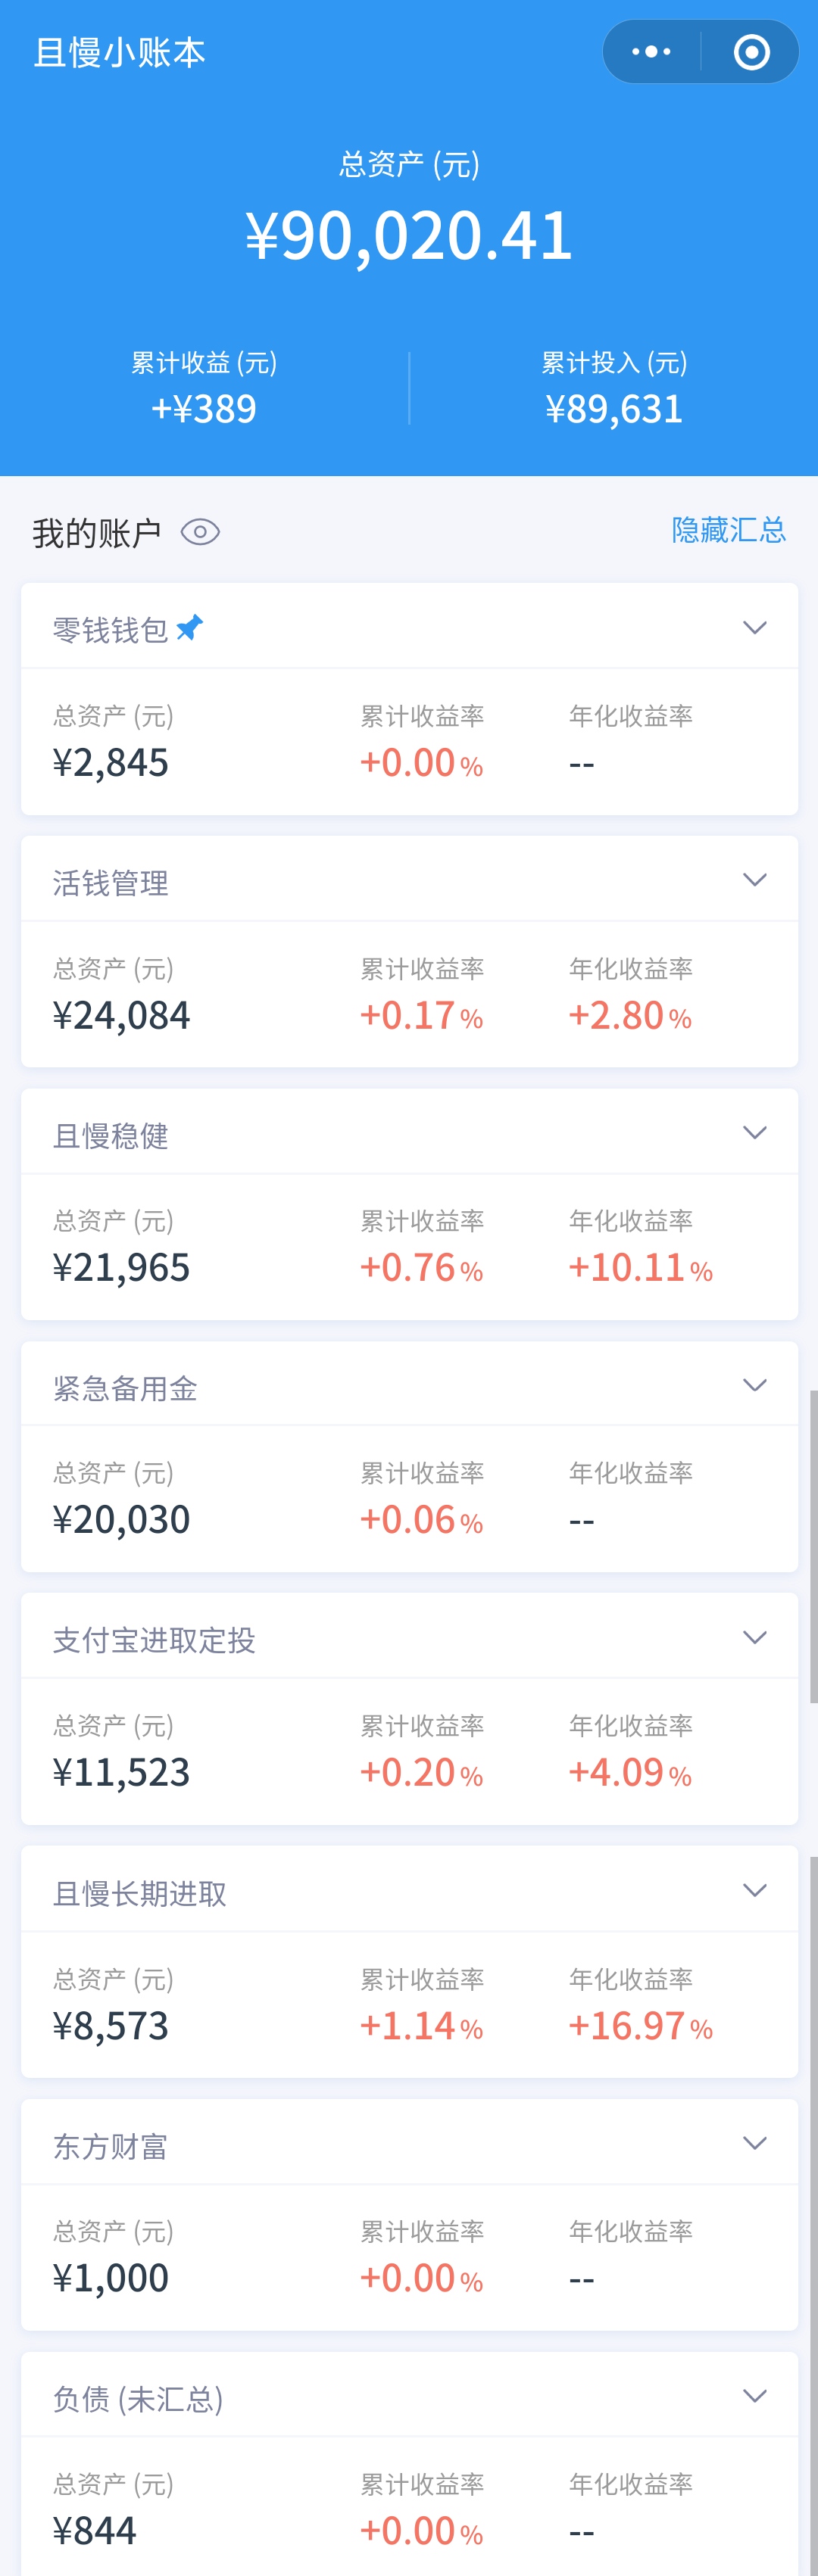 且慢小账本
总资产 (元)
¥90,020.41
累计收益 (元) 累计投入 (元)
+¥389 ¥89,631
我的账户 隐藏汇总
零钱钱包
总资产 (元) 累计收益率 年化收益率
¥2,845 +0.00% --
活钱管理
总资产 (元) 累计收益率 年化收益率
¥24,084 +0.17% +2.80%
且慢稳健
总资产 (元) 累计收益率 年化收益率
¥21,965 +0.76% +10.11%
紧急备用金
总资产 (元) 累计收益率 年化收益率
¥20,030 +0.06% --
支付宝进取定投
总资产 (元) 累计收益率 年化收益率
¥11,523 +0.20% +4.09%
且慢长期进取
总资产 (元) 累计收益率 年化收益率
¥8,573 +1.14% +16.97%
东方财富
总资产 (元) 累计收益率 年化收益率
¥1,000 +0.00% --
负债 (未汇总)
总资产 (元) 累计收益率 年化收益率
¥844 +0.00% --